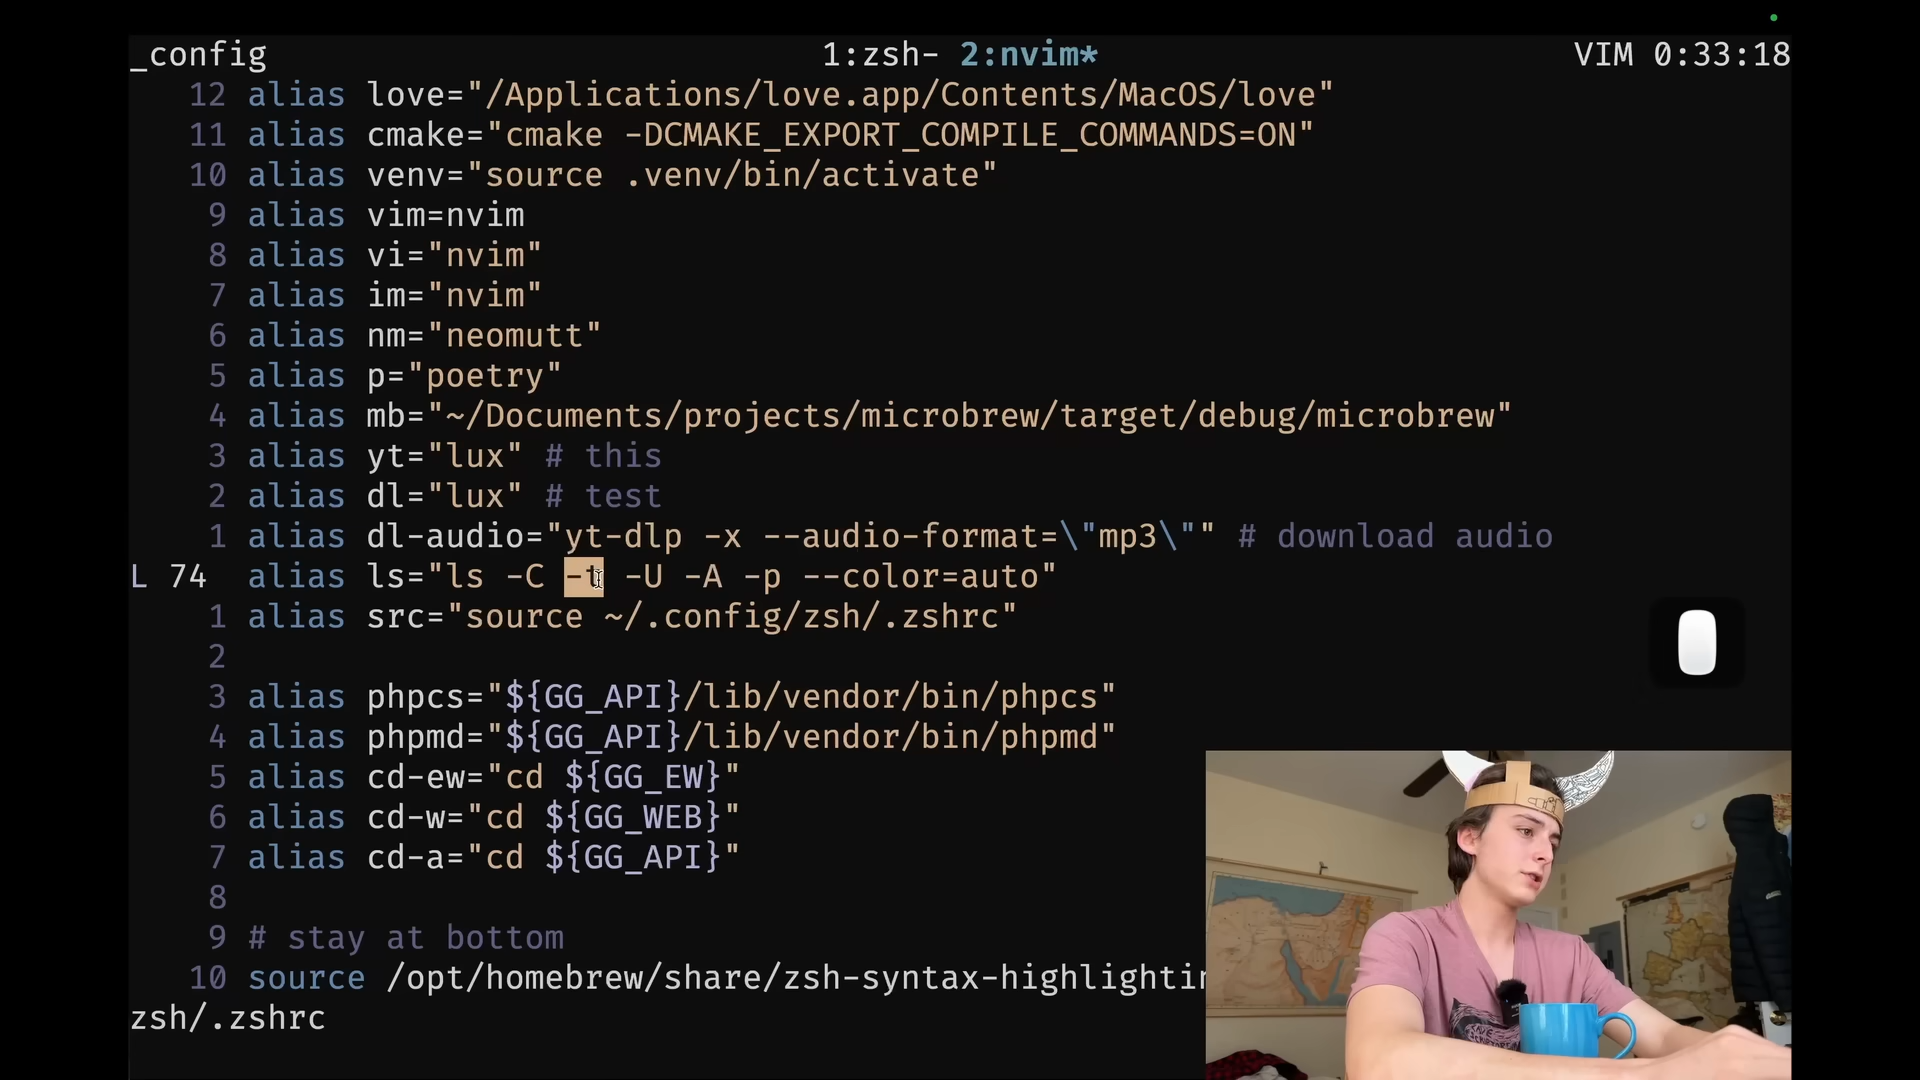 _config 1:zsh- 2:nvim* VIM 0:33:18
12 alias love="/Applications/love.app/Contents/MacOS/love"
11 alias cmake="cmake -DCMAKE_EXPORT_COMPILE_COMMANDS=ON"
10 alias venv="source .venv/bin/activate"
9 alias vim=nvim
8 alias vi="nvim"
7 alias im="nvim"
6 alias nm="neomutt"
5 alias p="poetry"
4 alias mb="~/Documents/projects/microbrew/target/debug/microbrew"
3 alias yt="lux" # this
2 alias dl="lux" # test
1 alias dl-audio="yt-dlp -x --audio-format=\"mp3\"" # download audio
L 74 alias ls="ls -C -t -U -A -p --color=auto"
1 alias src="source ~/.config/zsh/.zshrc"
2
3 alias phpcs="${GG_API}/lib/vendor/bin/phpcs"
4 alias phpmd="${GG_API}/lib/vendor/bin/phpmd"
5 alias cd-ew="cd ${GG_EW}"
6 alias cd-w="cd ${GG_WEB}"
7 alias cd-a="cd ${GG_API}"
8
9 # stay at bottom
10 source /opt/homebrew/share/zsh-syntax-highlightin
zsh/.zshrc